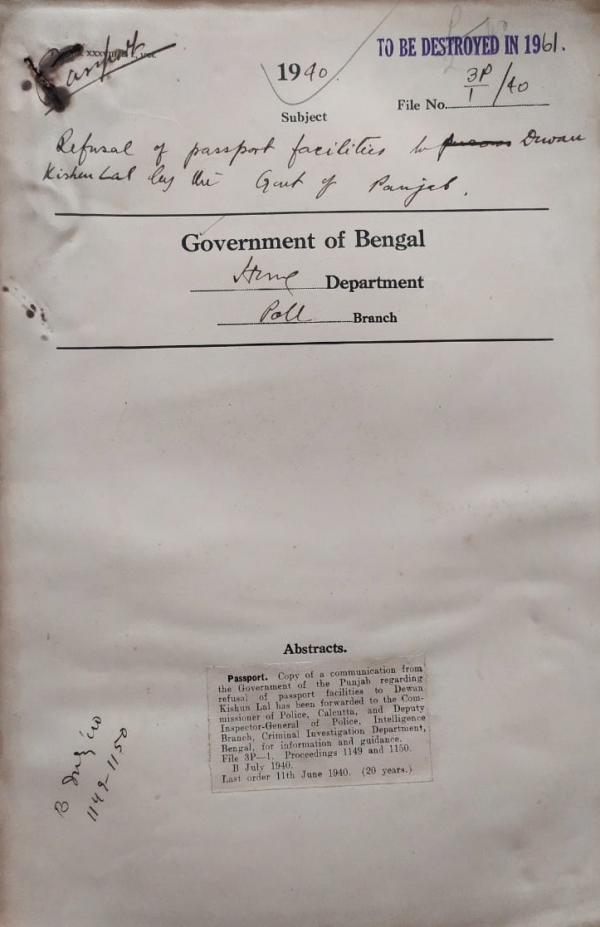 Passport
TO BE DESTROYED IN 1961.
1940.
3P/1/40
File No.
Subject
Refusal of passport facilities to Dewan
Kishen Lal by the Govt of Panjab.
Government of Bengal
Home Department
Poll Branch
Abstracts.
Passport. Copy of a communication from
the Government of the Punjab regarding
refusal of passport facilities to Dewan
Kishun Lal has been forwarded to the Com-
missioner of Police, Calcutta, and Deputy
Inspector-General of Police, Intelligence
Branch, Criminal Investigation Department,
Bengal, for information and guidance.
File 3P—1. Proceedings 1149 and 1150.
B July 1940.
Last order 11th June 1940. (20 years.)
B
1149-1150